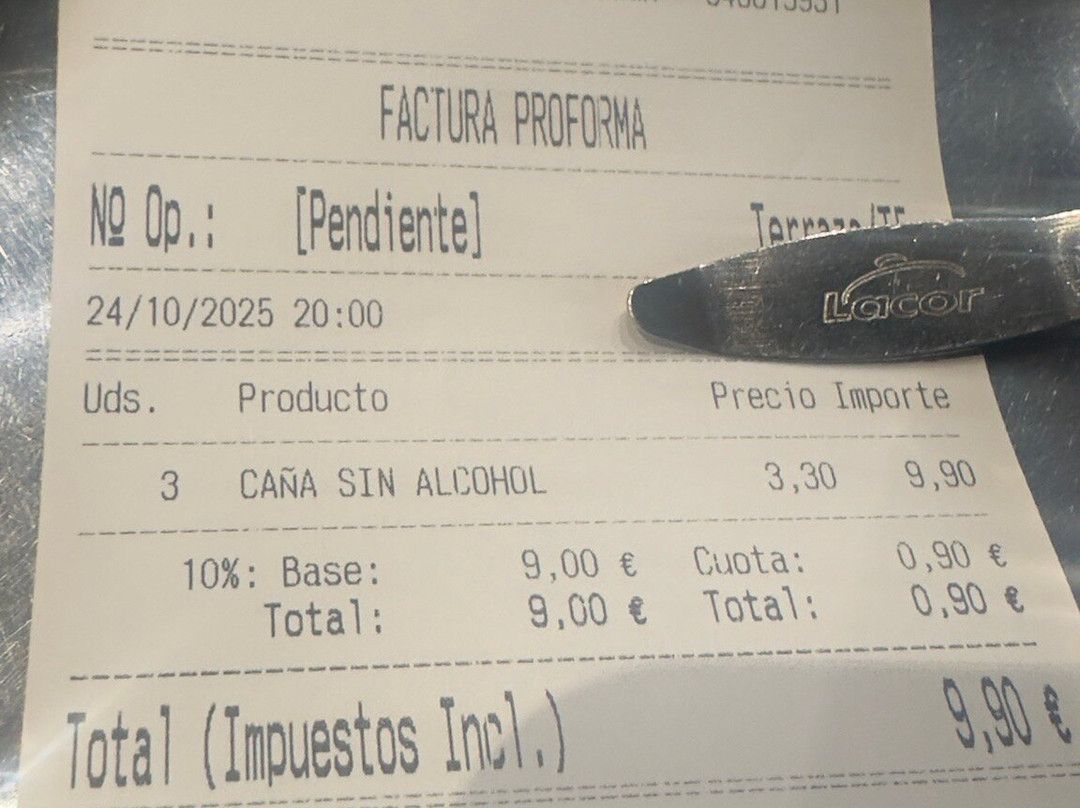 FACTURA PROFORMA
Nº Op.: [Pendiente]
24/10/2025 20:00
Lacor
Uds. Producto Precio Importe
3 CAÑA SIN ALCOHOL 3,30 9,90
10%: Base: 9,00 € Cuota: 0,90 €
Total: 9,00 € Total: 0,90 €
Total (Impuestos Incl.) 9,90 €